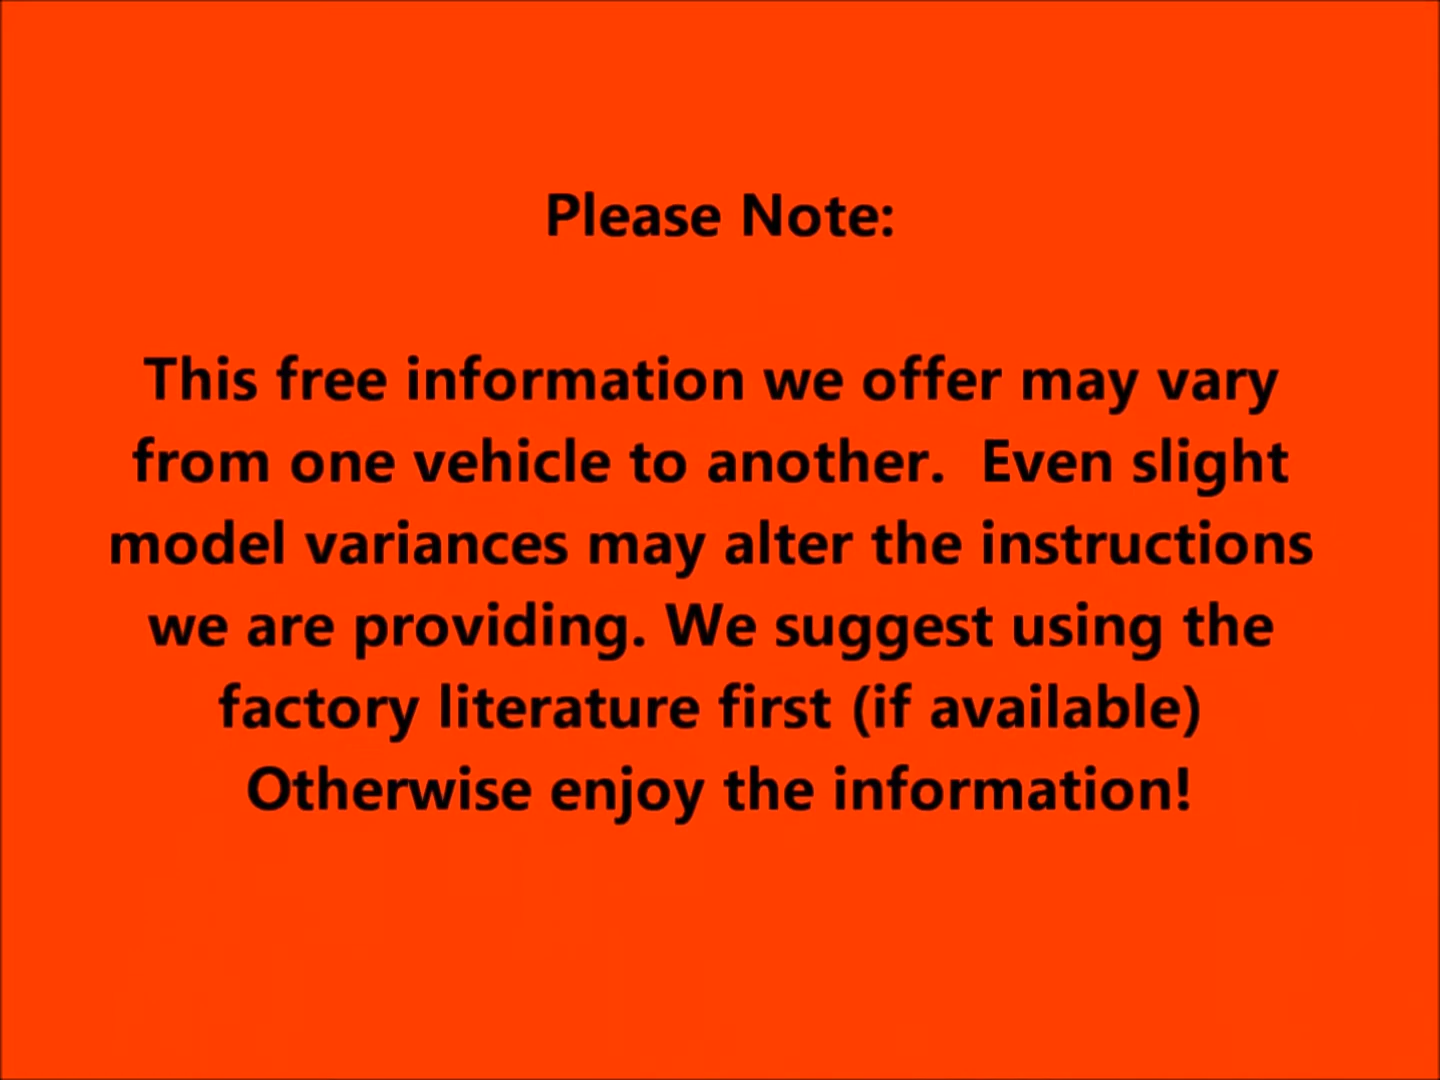 Please Note:
This free information we offer may vary
from one vehicle to another.  Even slight
model variances may alter the instructions
we are providing. We suggest using the
factory literature first (if available)
Otherwise enjoy the information!